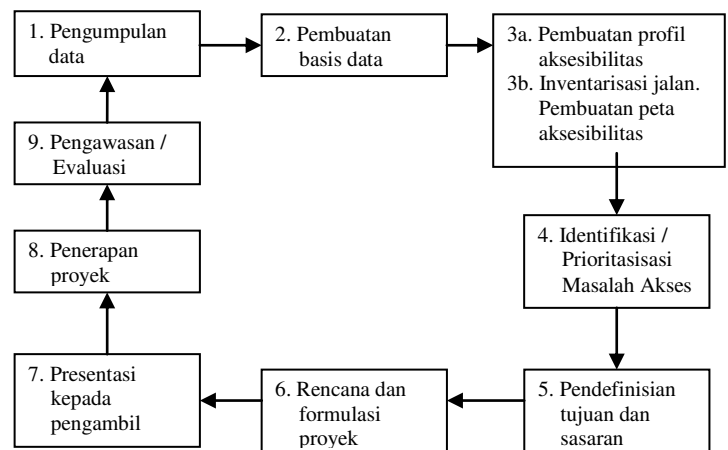 1. Pengumpulan
data
2. Pembuatan
basis data
3a. Pembuatan profil
aksesibilitas
3b. Inventarisasi jalan.
Pembuatan peta
aksesibilitas
4. Identifikasi /
Prioritasisasi
Masalah Akses
5. Pendefinisian
tujuan dan
sasaran
6. Rencana dan
formulasi
proyek
7. Presentasi
kepada
pengambil
8. Penerapan
proyek
9. Pengawasan /
Evaluasi